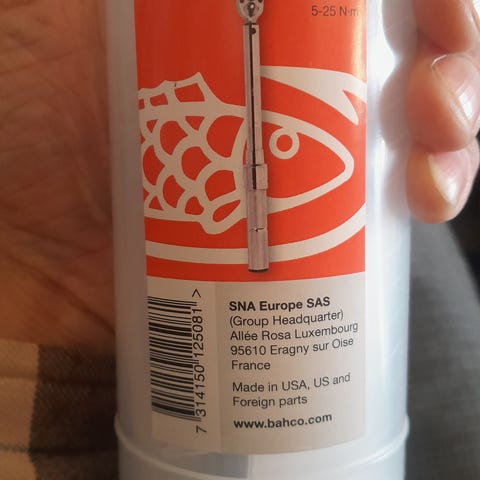 5-25 N·m
SNA Europe SAS
(Group Headquarter)
Allée Rosa Luxembourg
95610 Eragny sur Oise
France
Made in USA, US and
Foreign parts
www.bahco.com
7 314150 125081 >